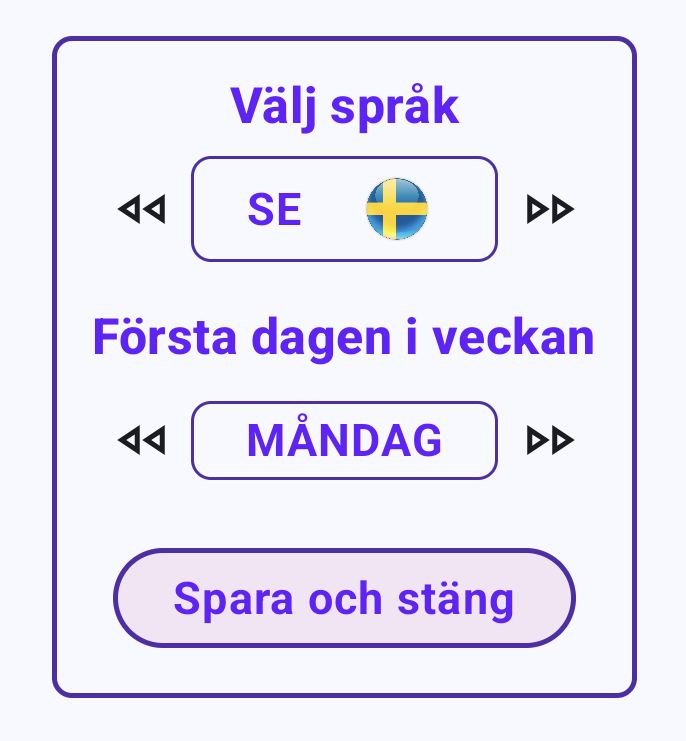 Välj språk
SE
Första dagen i veckan
MÅNDAG
Spara och stäng